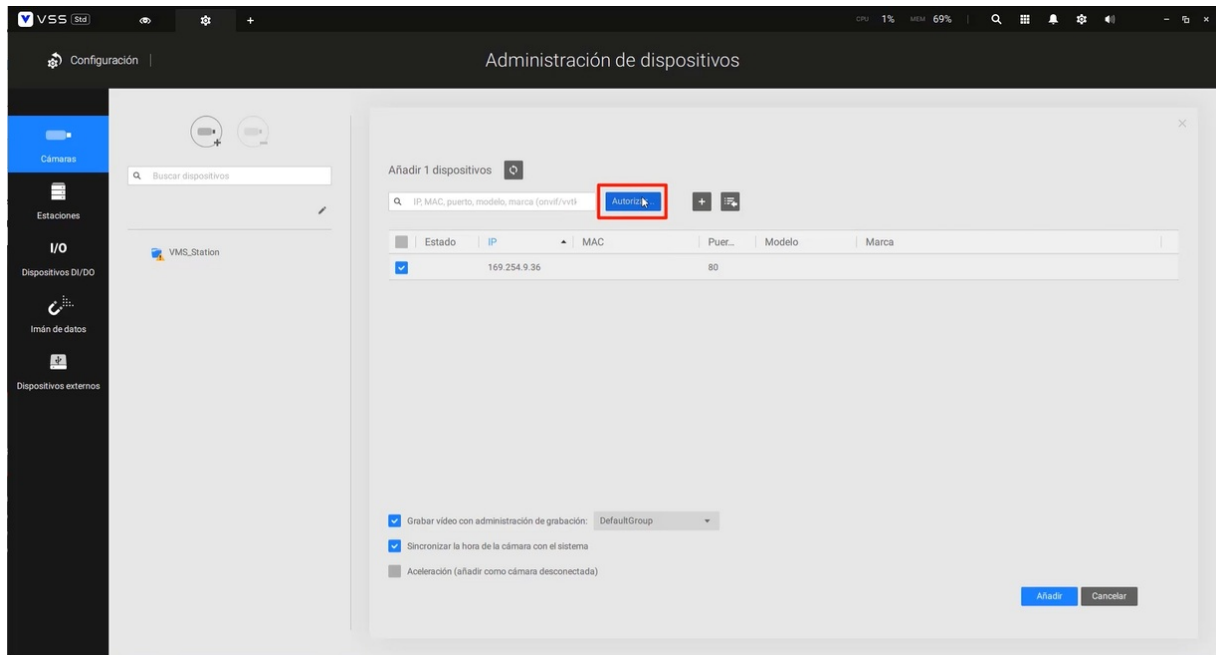 VSS Std
CPU 1% MEM 69%
Configuración
Administración de dispositivos
Cámaras
Estaciones
I/O
Dispositivos DI/DO
Imán de datos
Dispositivos externos
Buscar dispositivos
VMS_Station
Añadir 1 dispositivos
IP, MAC, puerto, modelo, marca (onvif/vvtk
Autoriza...
Estado IP MAC Puer... Modelo Marca
169.254.9.36 80
Grabar vídeo con administración de grabación: DefaultGroup
Sincronizar la hora de la cámara con el sistema
Aceleración (añadir como cámara desconectada)
Añadir Cancelar